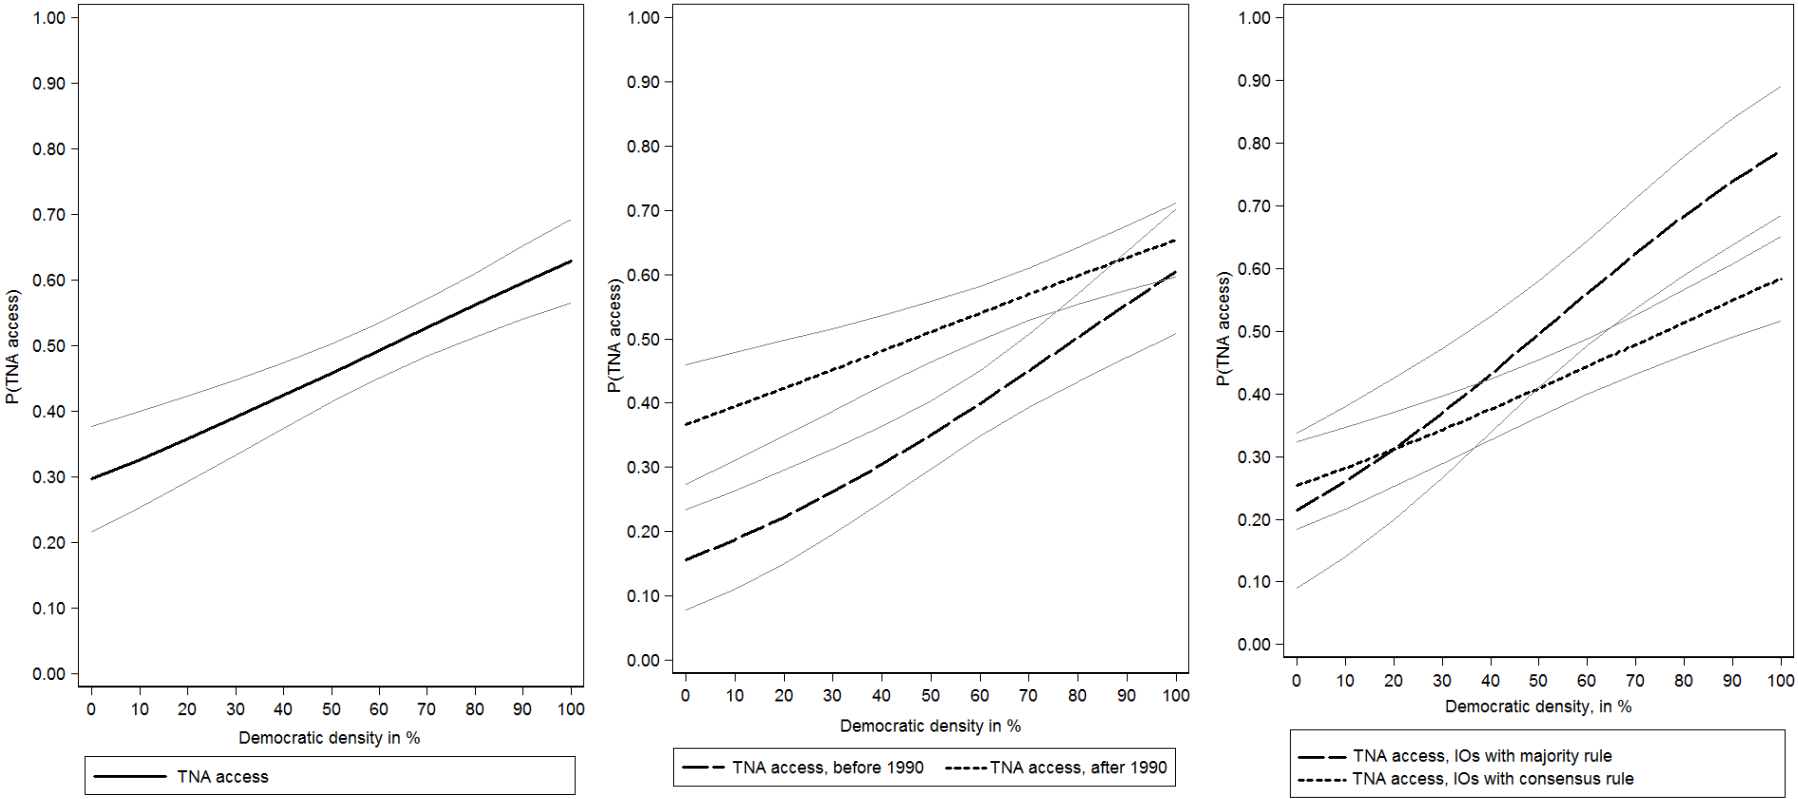 1.00
0.90
0.80
0.70
0.60
0.50
0.40
0.30
0.20
0.10
0.00
P(TNA access)
0 10 20 30 40 50 60 70 80 90 100
Democratic density in %
TNA access
1.00
0.90
0.80
0.70
0.60
0.50
0.40
0.30
0.20
0.10
0.00
P(TNA access)
0 10 20 30 40 50 60 70 80 90 100
Democratic density in %
TNA access, before 1990 TNA access, after 1990
1.00
0.90
0.80
0.70
0.60
0.50
0.40
0.30
0.20
0.10
0.00
P(TNA access)
0 10 20 30 40 50 60 70 80 90 100
Democratic density, in %
TNA access, IOs with majority rule
TNA access, IOs with consensus rule